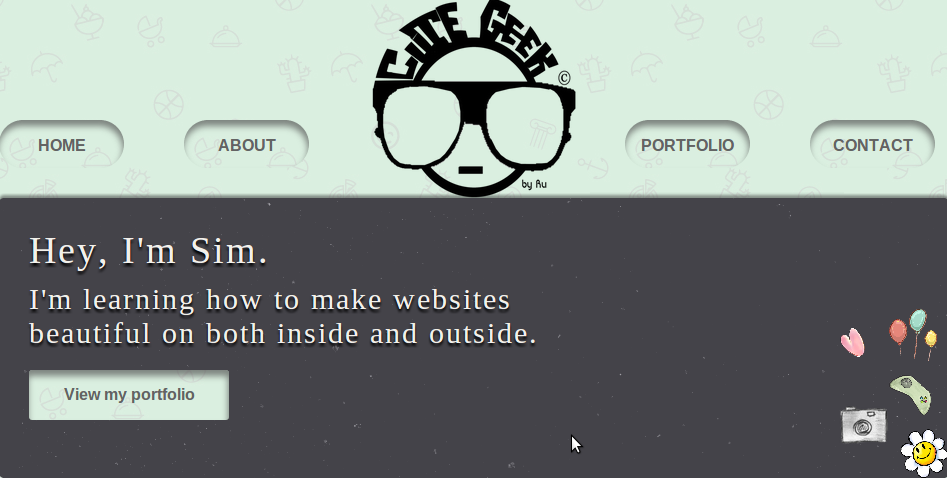 CUTE GEEK
©
HOME
ABOUT
PORTFOLIO
CONTACT
by Ru
Hey, I'm Sim.
I'm learning how to make websites
beautiful on both inside and outside.
View my portfolio